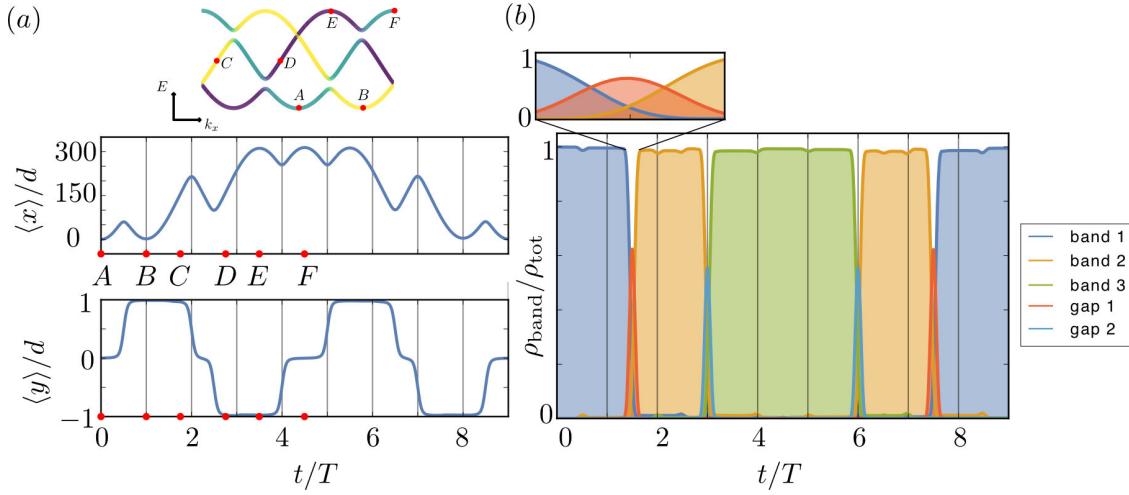 (a)
E
F
C
D
A
B
E
k_x
300
150
0
⟨x⟩/d
A B C D E F
1
0
−1
⟨y⟩/d
0 2 4 6 8
t/T
(b)
1
0
1
0
ρ_band/ρ_tot
0 2 4 6 8
t/T
band 1
band 2
band 3
gap 1
gap 2